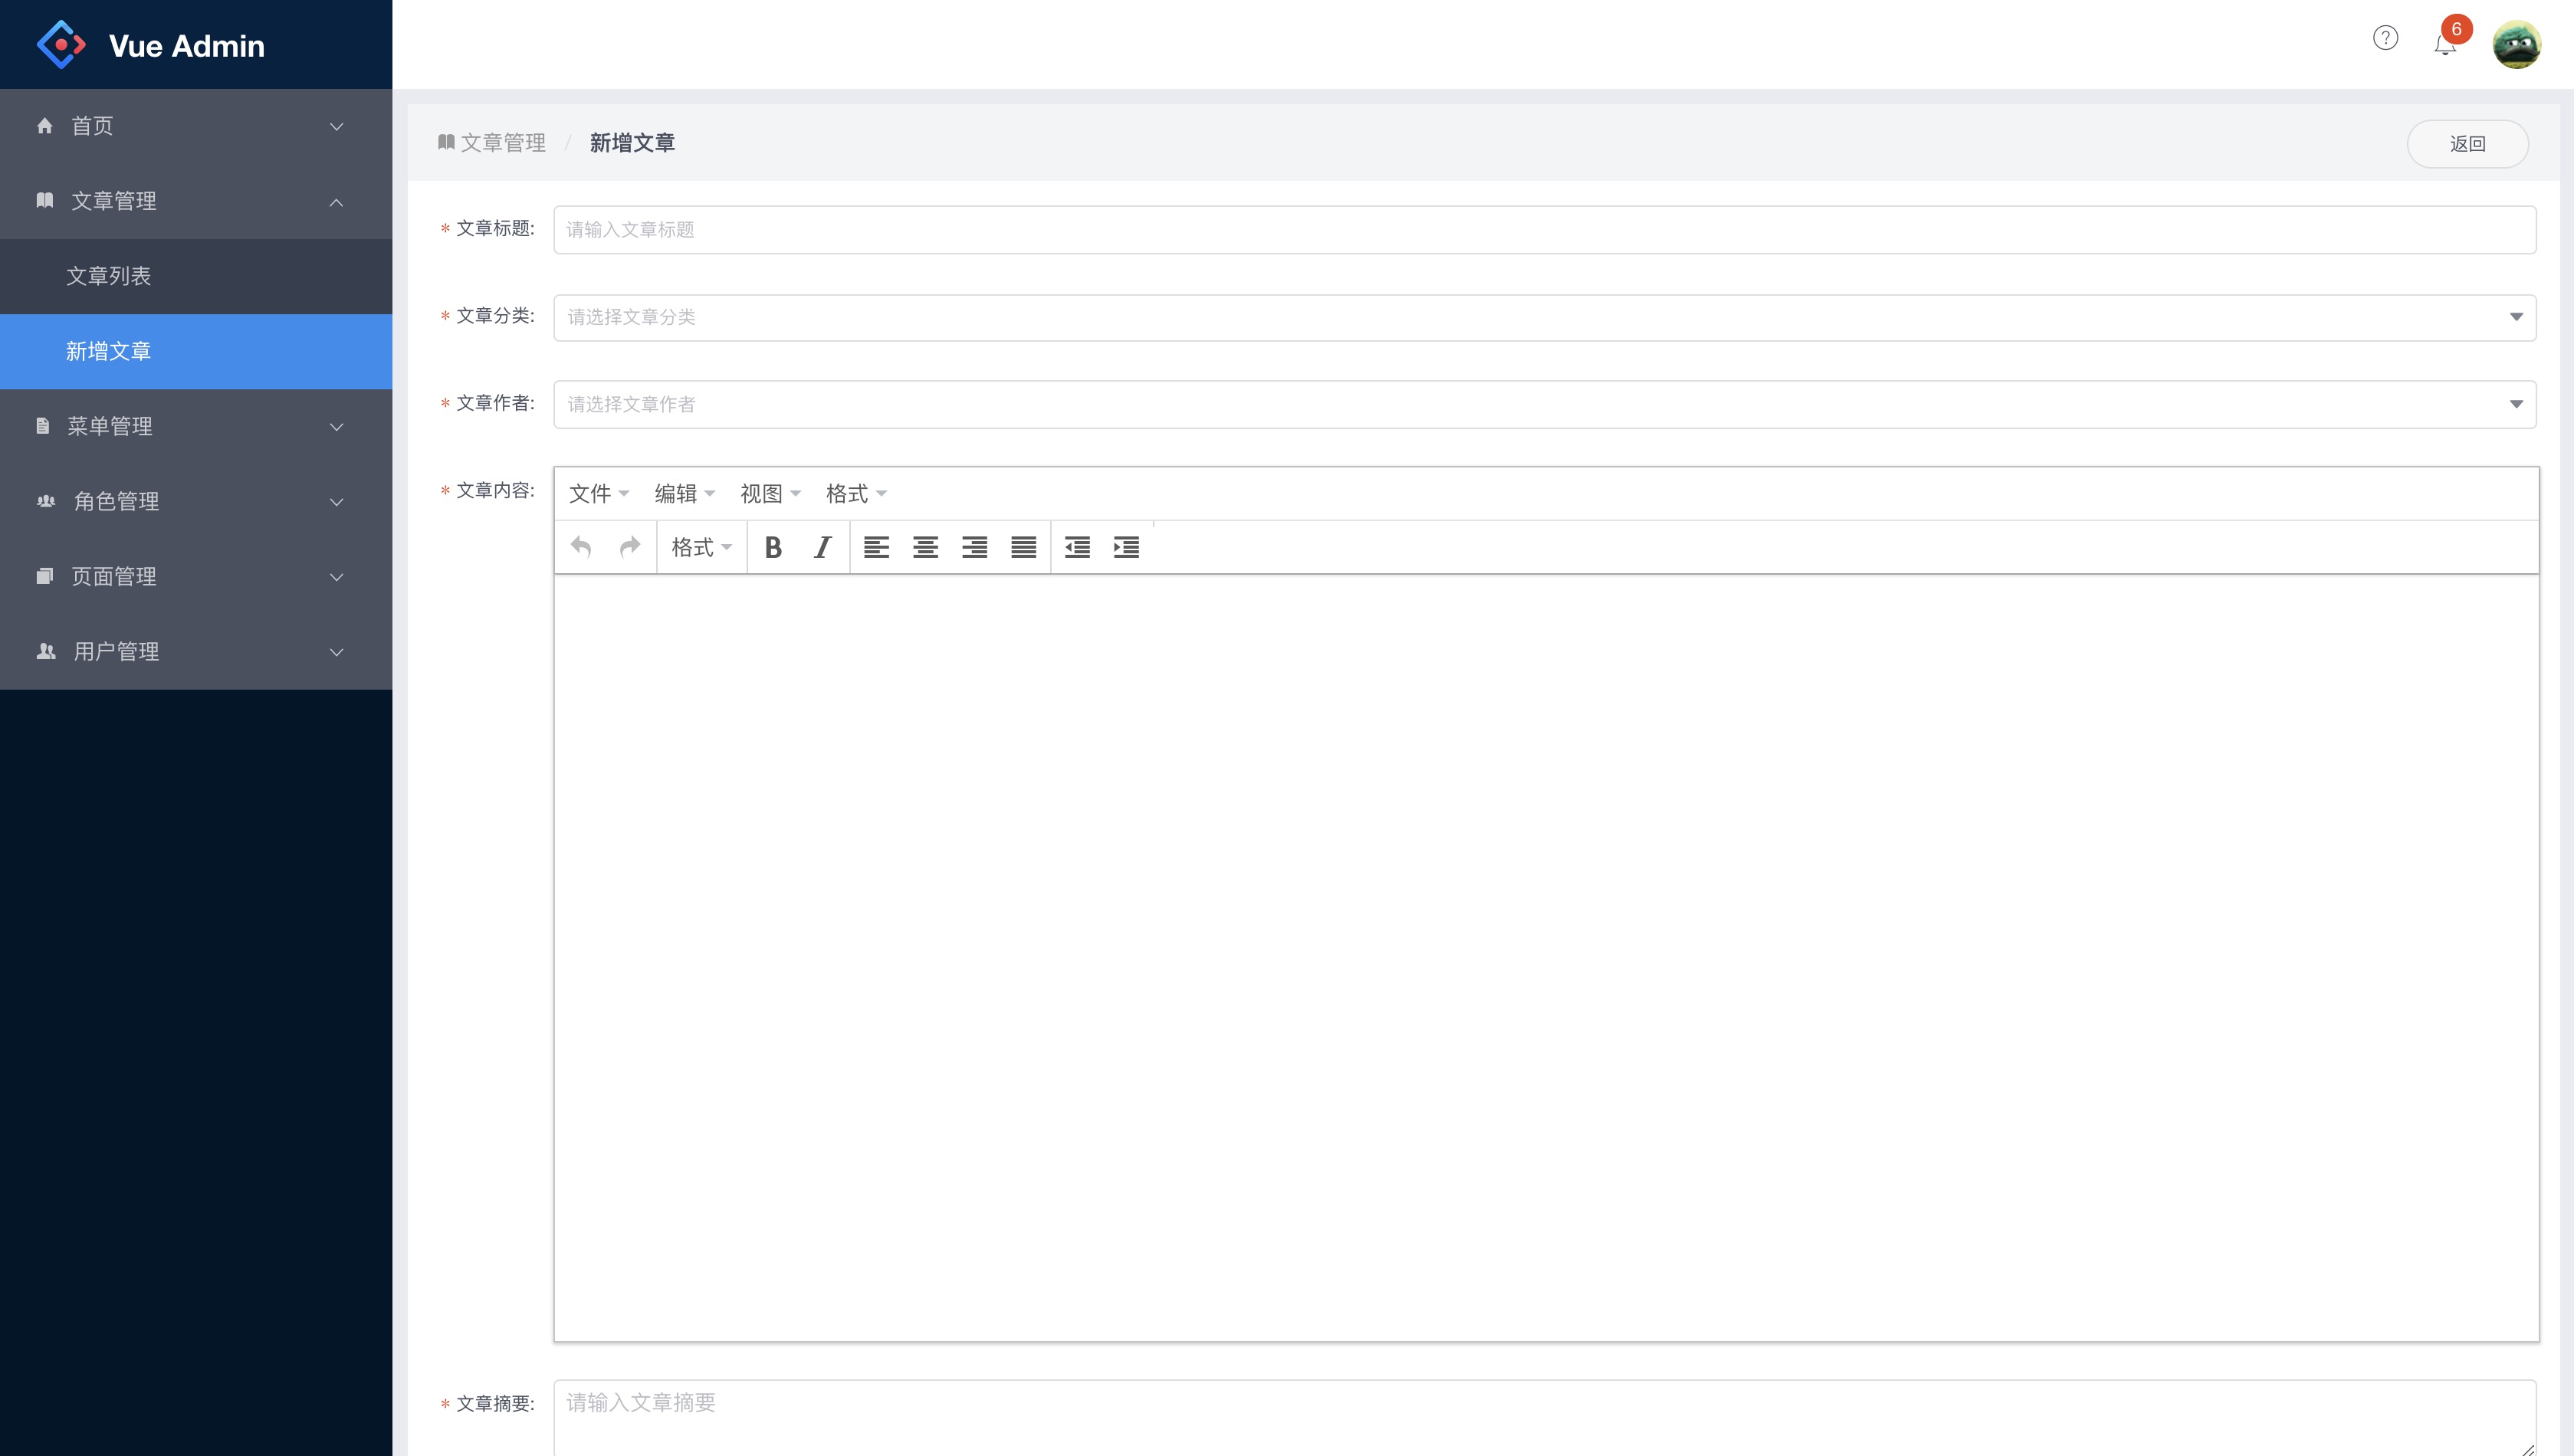 Vue Admin
6
首页
文章管理
文章列表
新增文章
菜单管理
角色管理
页面管理
用户管理
文章管理 / 新增文章
返回
* 文章标题: 请输入文章标题
* 文章分类: 请选择文章分类
* 文章作者: 请选择文章作者
* 文章内容: 文件 编辑 视图 格式
格式 B I
* 文章摘要: 请输入文章摘要